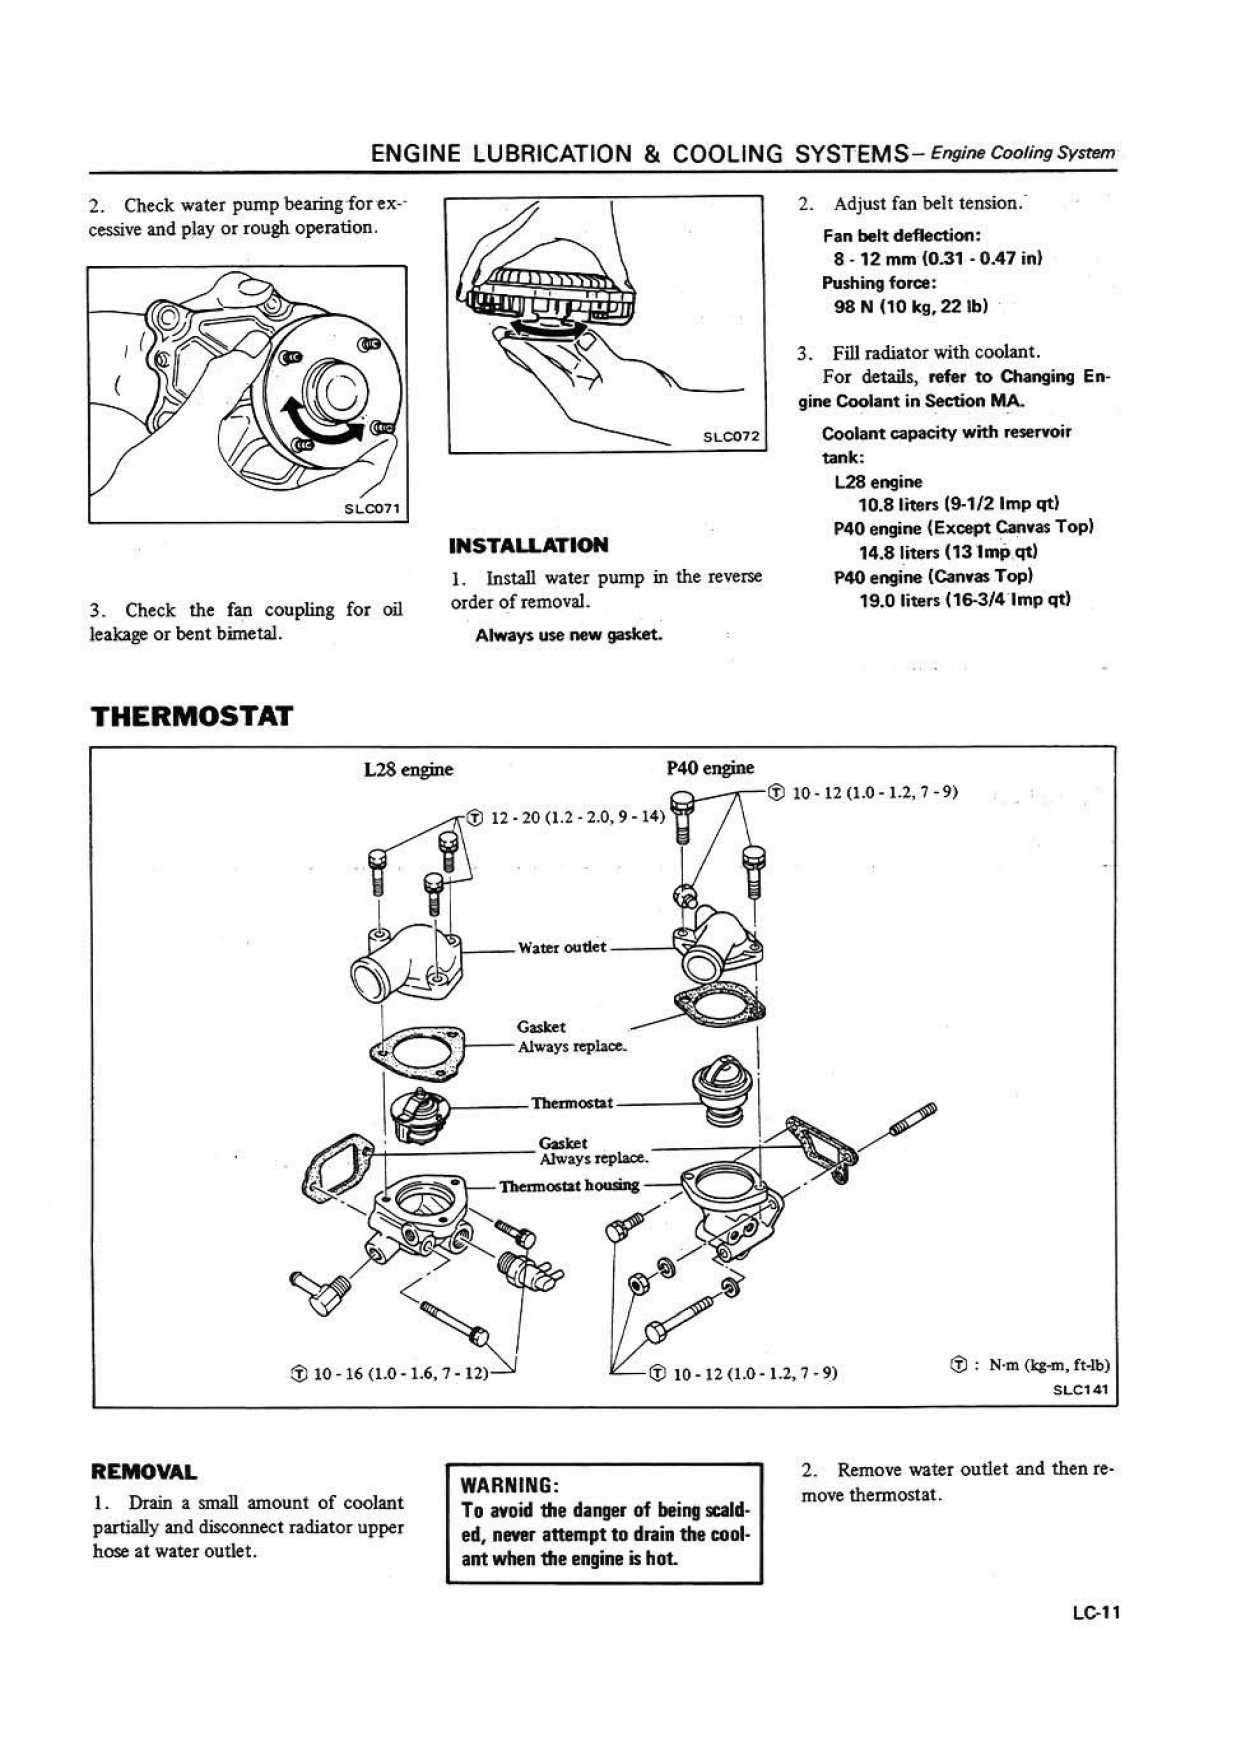 ENGINE LUBRICATION & COOLING SYSTEMS – Engine Cooling System
2. Check water pump bearing for ex-
cessive and play or rough operation.
SLC071
3. Check the fan coupling for oil
leakage or bent bimetal.
SLC072
INSTALLATION
1. Install water pump in the reverse
order of removal.
Always use new gasket.
2. Adjust fan belt tension.
Fan belt deflection:
8 - 12 mm (0.31 - 0.47 in)
Pushing force:
98 N (10 kg, 22 lb)
3. Fill radiator with coolant.
For details, refer to Changing En-
gine Coolant in Section MA.
Coolant capacity with reservoir
tank:
L28 engine
10.8 liters (9-1/2 Imp qt)
P40 engine (Except Canvas Top)
14.8 liters (13 Imp qt)
P40 engine (Canvas Top)
19.0 liters (16-3/4 Imp qt)
THERMOSTAT
L28 engine
P40 engine
Ⓣ 10 - 12 (1.0 - 1.2, 7 - 9)
Ⓣ 12 - 20 (1.2 - 2.0, 9 - 14)
Water outlet
Gasket
Always replace.
Thermostat
Gasket
Always replace.
Thermostat housing
Ⓣ 10 - 16 (1.0 - 1.6, 7 - 12)
Ⓣ 10 - 12 (1.0 - 1.2, 7 - 9)
Ⓣ : N·m (kg-m, ft-lb)
SLC141
REMOVAL
1. Drain a small amount of coolant
partially and disconnect radiator upper
hose at water outlet.
WARNING:
To avoid the danger of being scald-
ed, never attempt to drain the cool-
ant when the engine is hot.
2. Remove water outlet and then re-
move thermostat.
LC-11